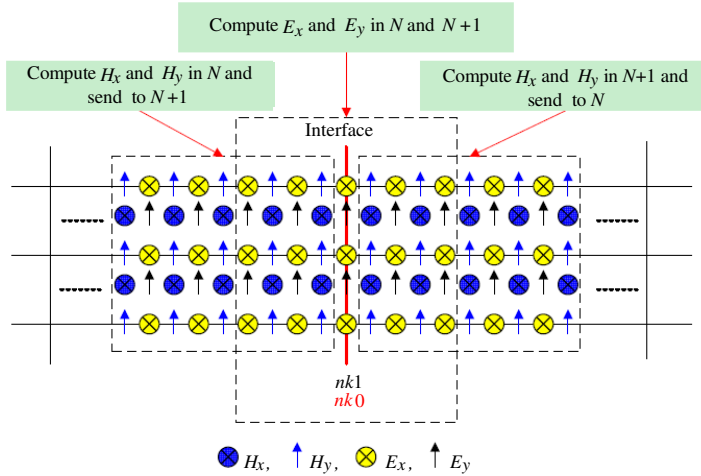 Compute Ex and Ey in N and N+1
Compute Hx and Hy in N and
send to N+1
Compute Hx and Hy in N+1 and
send to N
Interface
nk1
nk0
Hx, Hy, Ex, Ey